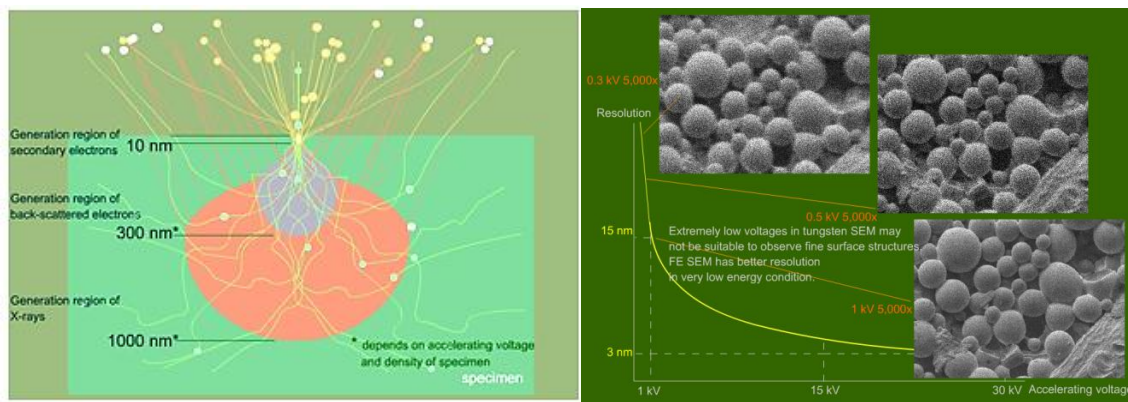 Generation region of
secondary electrons
10 nm
Generation region of
back-scattered electrons
300 nm*
Generation region of
X-rays
1000 nm*
* depends on accelerating voltage
and density of specimen
specimen
0.3 kV 5,000x
Resolution
0.5 kV 5,000x
15 nm
Extremely low voltages in tungsten SEM may
not be suitable to observe fine surface structures.
FE SEM has better resolution
in very low energy condition.
1 kV 5,000x
3 nm
1 kV
15 kV
30 kV
Accelerating voltage